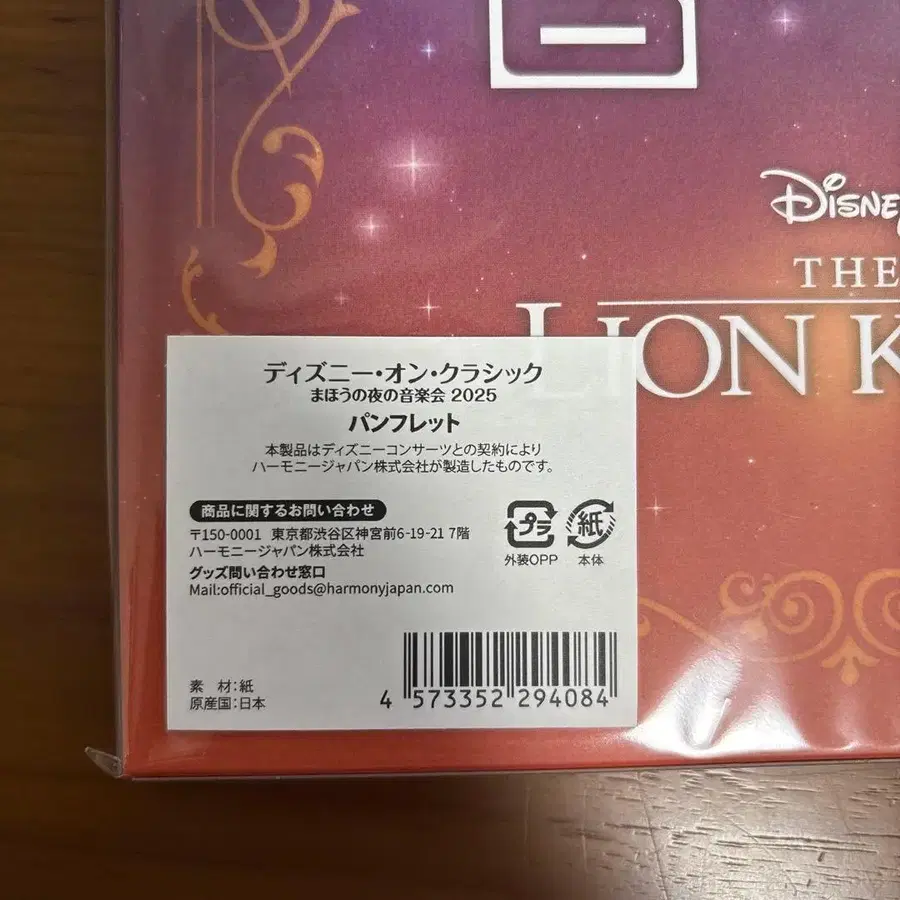 DISNEY
THE
LION K
ディズニー・オン・クラシック
まほうの夜の音楽会 2025
パンフレット
本製品はディズニーコンサーツとの契約により
ハーモニージャパン株式会社が製造したものです。
商品に関するお問い合わせ
〒150-0001 東京都渋谷区神宮前6-19-21 7階
ハーモニージャパン株式会社
グッズ問い合わせ窓口
Mail:official_goods@harmonyjapan.com
プラ
外装OPP
紙
本体
素 材:紙
原産国:日本
4 573352 294084